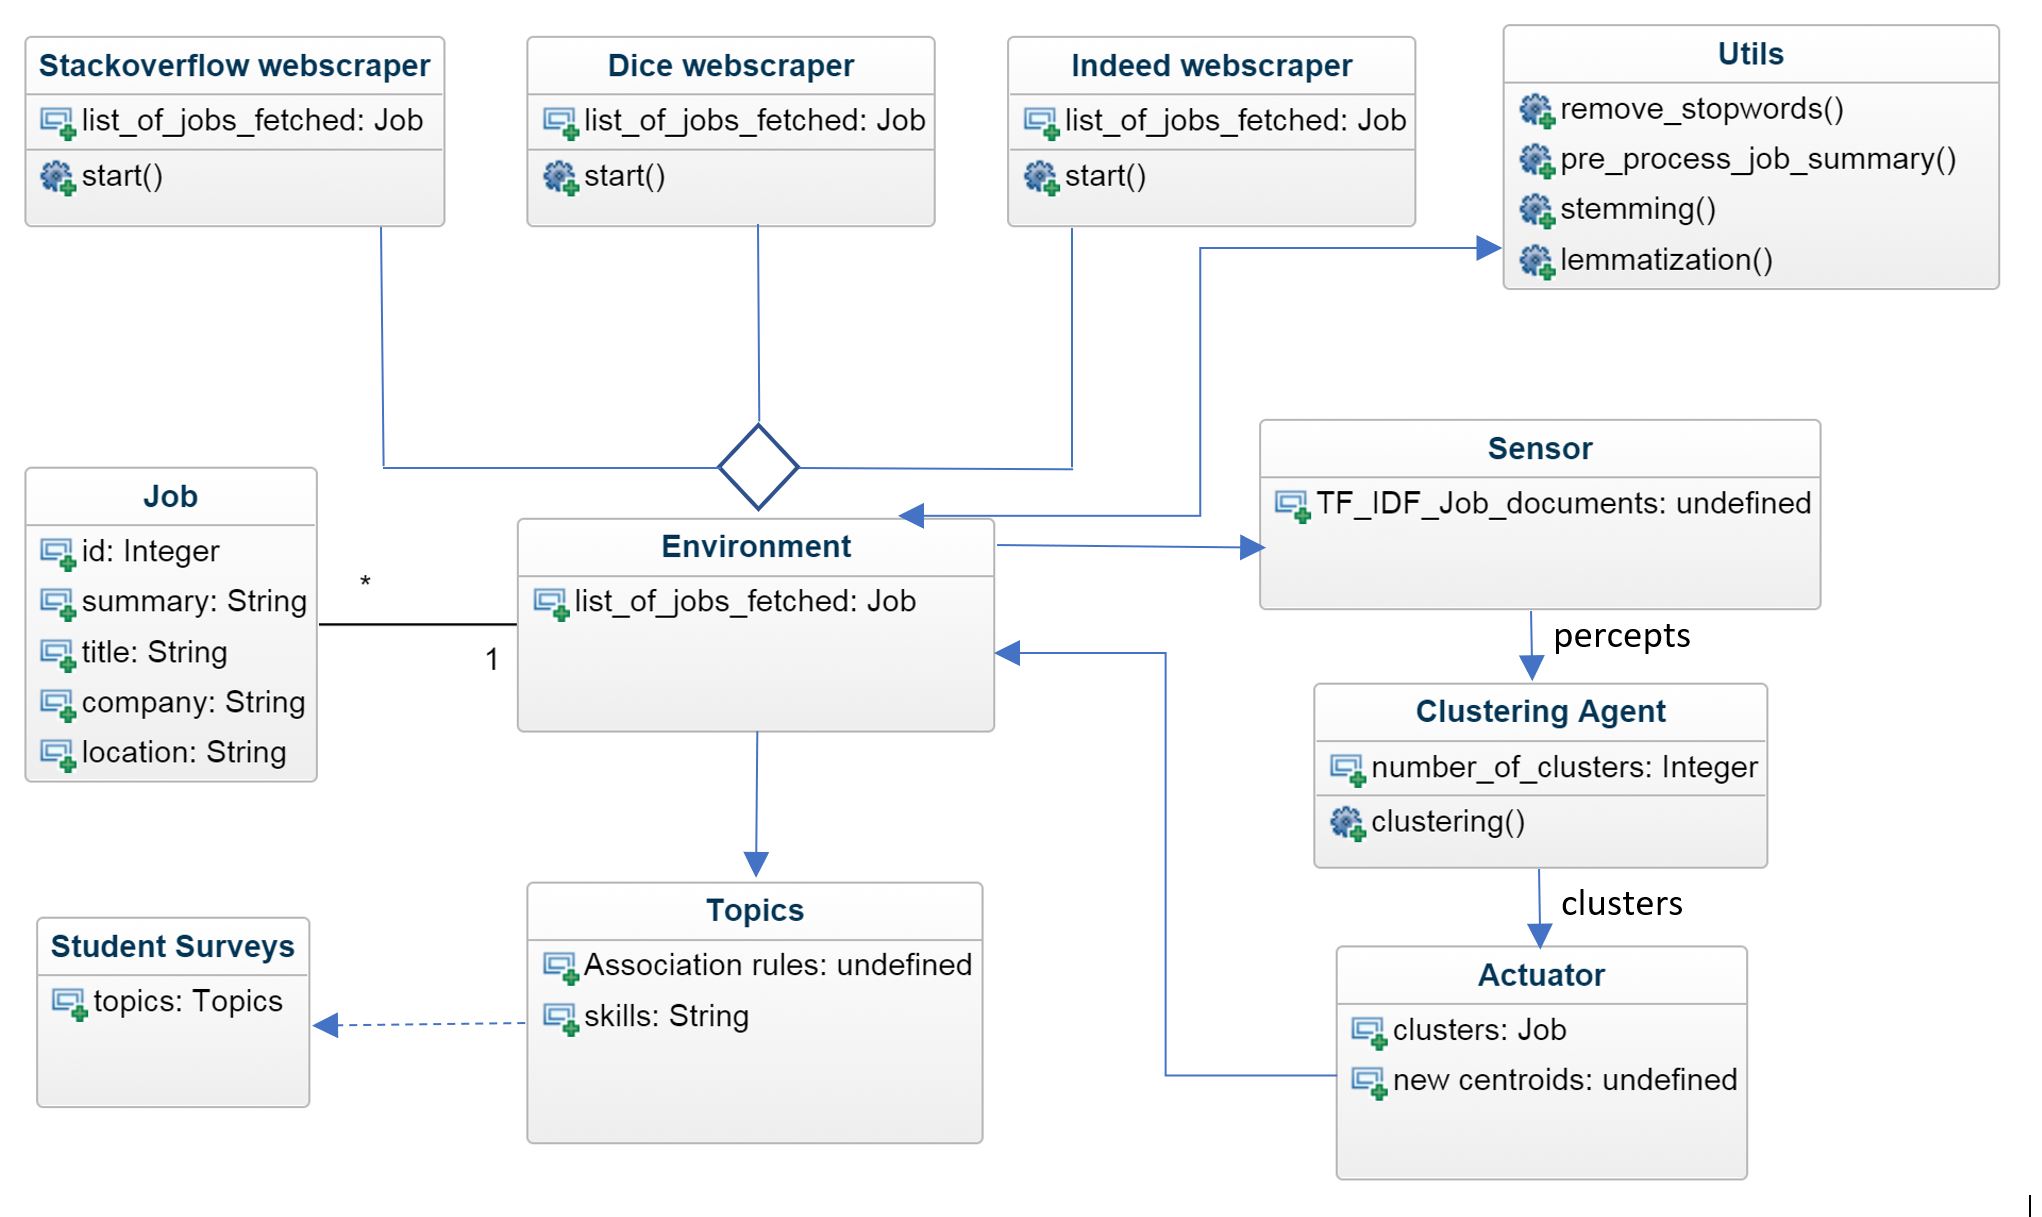 Stackoverflow webscraper
list_of_jobs_fetched: Job
start()
Dice webscraper
list_of_jobs_fetched: Job
start()
Indeed webscraper
list_of_jobs_fetched: Job
start()
Utils
remove_stopwords()
pre_process_job_summary()
stemming()
lemmatization()
Job
id: Integer
summary: String
title: String
company: String
location: String
*
1
Environment
list_of_jobs_fetched: Job
Sensor
TF_IDF_Job_documents: undefined
percepts
Clustering Agent
number_of_clusters: Integer
clustering()
clusters
Student Surveys
topics: Topics
Topics
Association rules: undefined
skills: String
Actuator
clusters: Job
new centroids: undefined